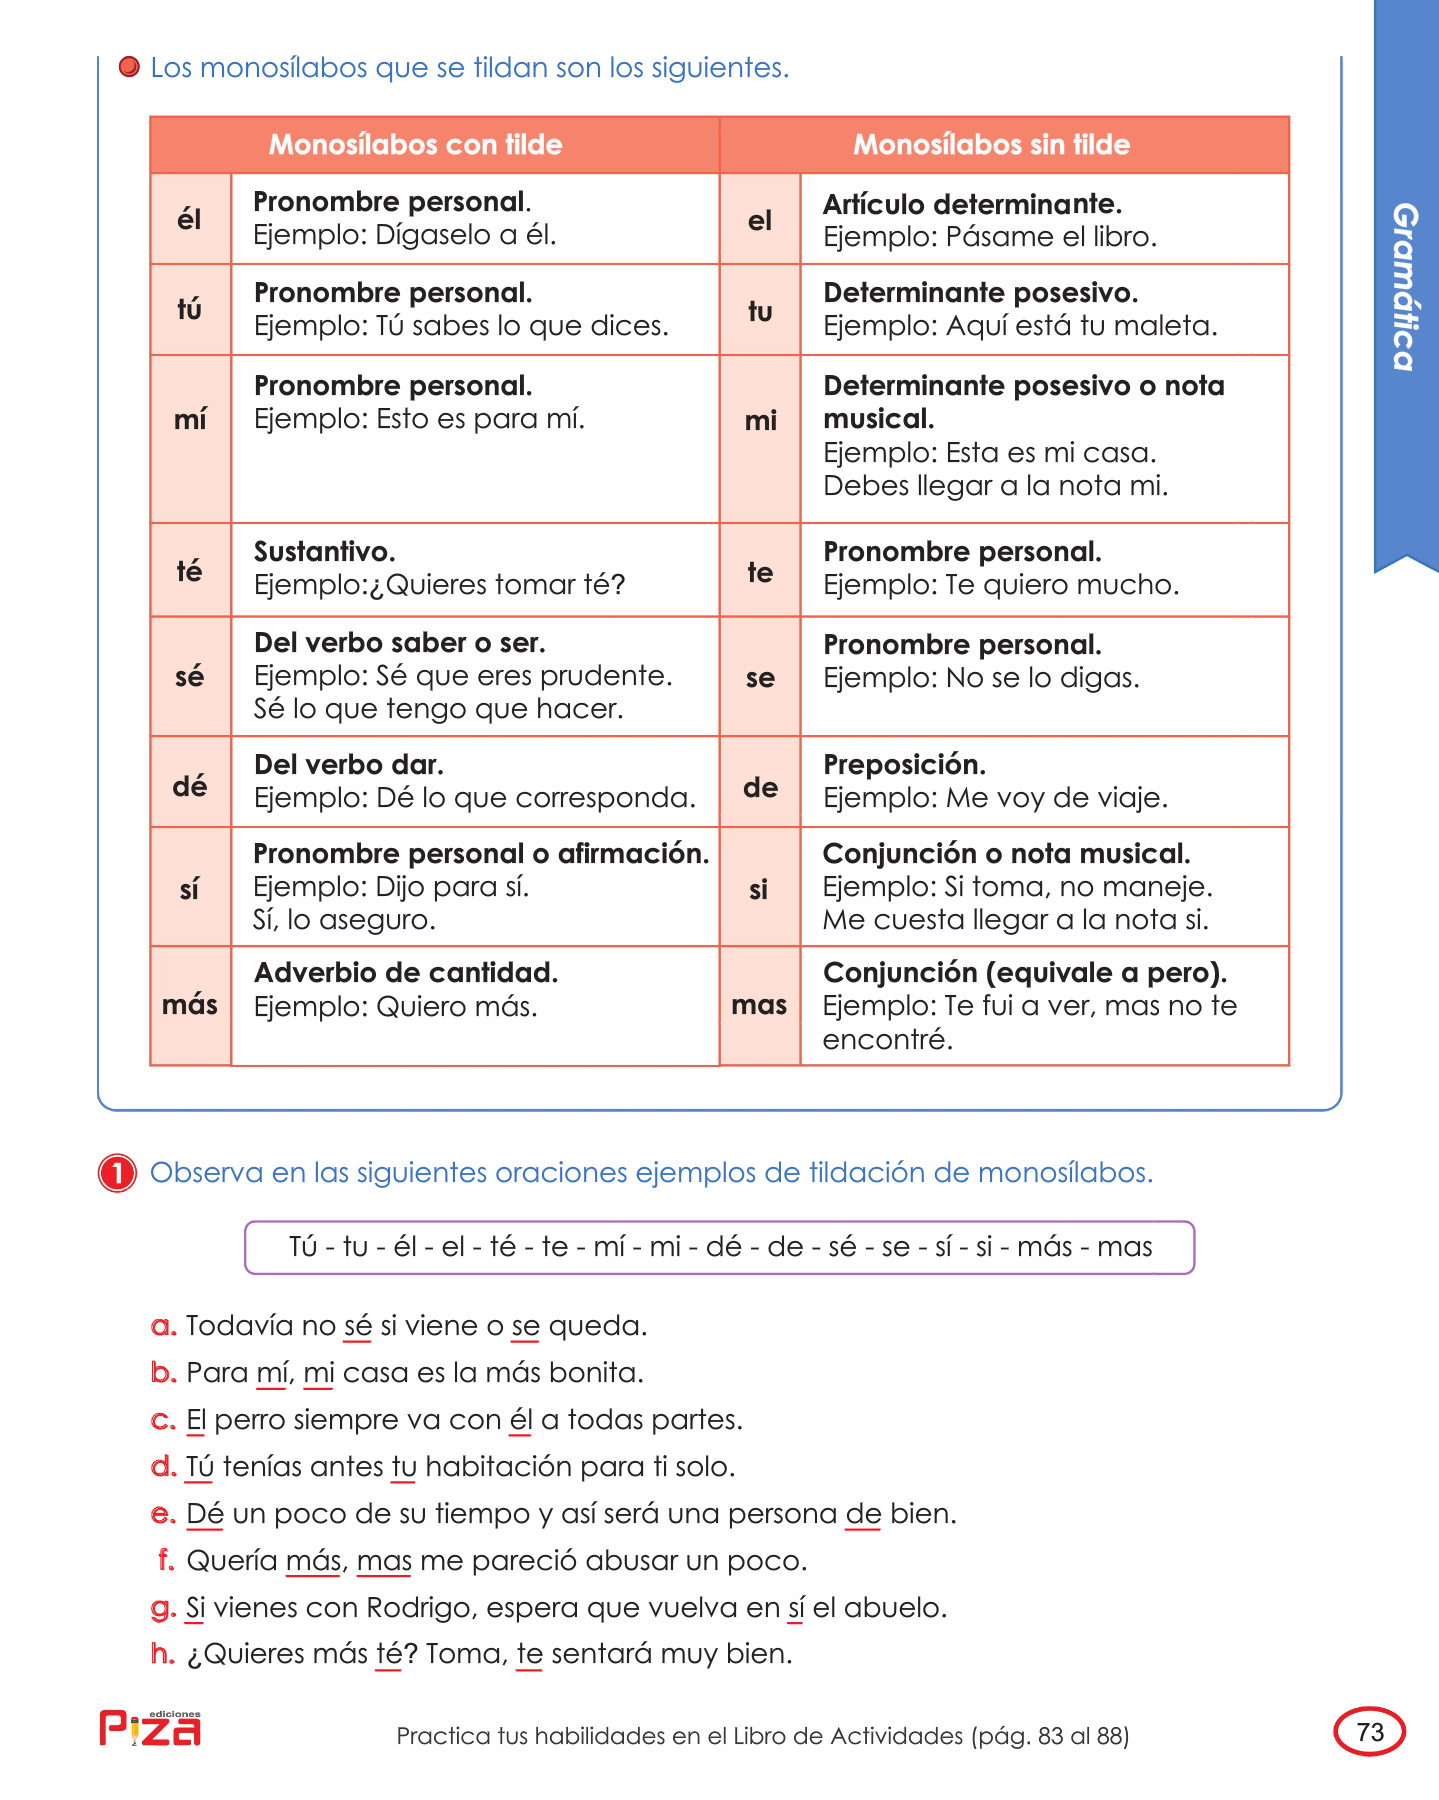 Los monosílabos que se tildan son los siguientes.
Monosílabos con tilde
Monosílabos sin tilde
él
Pronombre personal.
Ejemplo: Dígaselo a él.
el
Artículo determinante.
Ejemplo: Pásame el libro.
tú
Pronombre personal.
Ejemplo: Tú sabes lo que dices.
tu
Determinante posesivo.
Ejemplo: Aquí está tu maleta.
mí
Pronombre personal.
Ejemplo: Esto es para mí.
mi
Determinante posesivo o nota
musical.
Ejemplo: Esta es mi casa.
Debes llegar a la nota mi.
té
Sustantivo.
Ejemplo:¿Quieres tomar té?
te
Pronombre personal.
Ejemplo: Te quiero mucho.
sé
Del verbo saber o ser.
Ejemplo: Sé que eres prudente.
Sé lo que tengo que hacer.
se
Pronombre personal.
Ejemplo: No se lo digas.
dé
Del verbo dar.
Ejemplo: Dé lo que corresponda.
de
Preposición.
Ejemplo: Me voy de viaje.
sí
Pronombre personal o afirmación.
Ejemplo: Dijo para sí.
Sí, lo aseguro.
si
Conjunción o nota musical.
Ejemplo: Si toma, no maneje.
Me cuesta llegar a la nota si.
más
Adverbio de cantidad.
Ejemplo: Quiero más.
mas
Conjunción (equivale a pero).
Ejemplo: Te fui a ver, mas no te
encontré.
Gramática
1 Observa en las siguientes oraciones ejemplos de tildación de monosílabos.
Tú - tu - él - el - té - te - mí - mi - dé - de - sé - se - sí - si - más - mas
a. Todavía no sé si viene o se queda.
b. Para mí, mi casa es la más bonita.
c. El perro siempre va con él a todas partes.
d. Tú tenías antes tu habitación para ti solo.
e. Dé un poco de su tiempo y así será una persona de bien.
f. Quería más, mas me pareció abusar un poco.
g. Si vienes con Rodrigo, espera que vuelva en sí el abuelo.
h. ¿Quieres más té? Toma, te sentará muy bien.
ediciones
Piza
Practica tus habilidades en el Libro de Actividades (pág. 83 al 88)
73